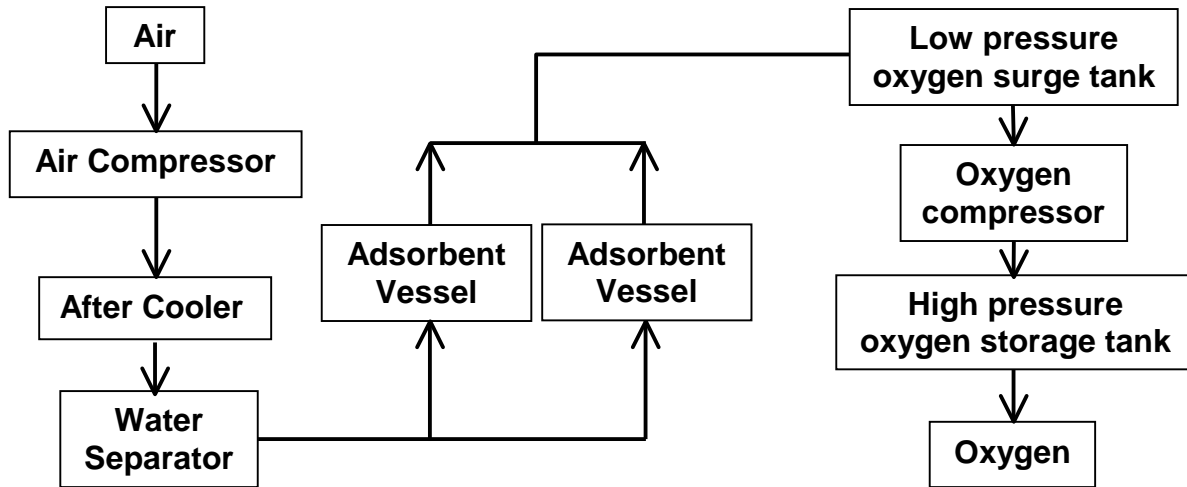 Air
Air Compressor
After Cooler
Water
Separator
Adsorbent
Vessel
Adsorbent
Vessel
Low pressure
oxygen surge tank
Oxygen
compressor
High pressure
oxygen storage tank
Oxygen